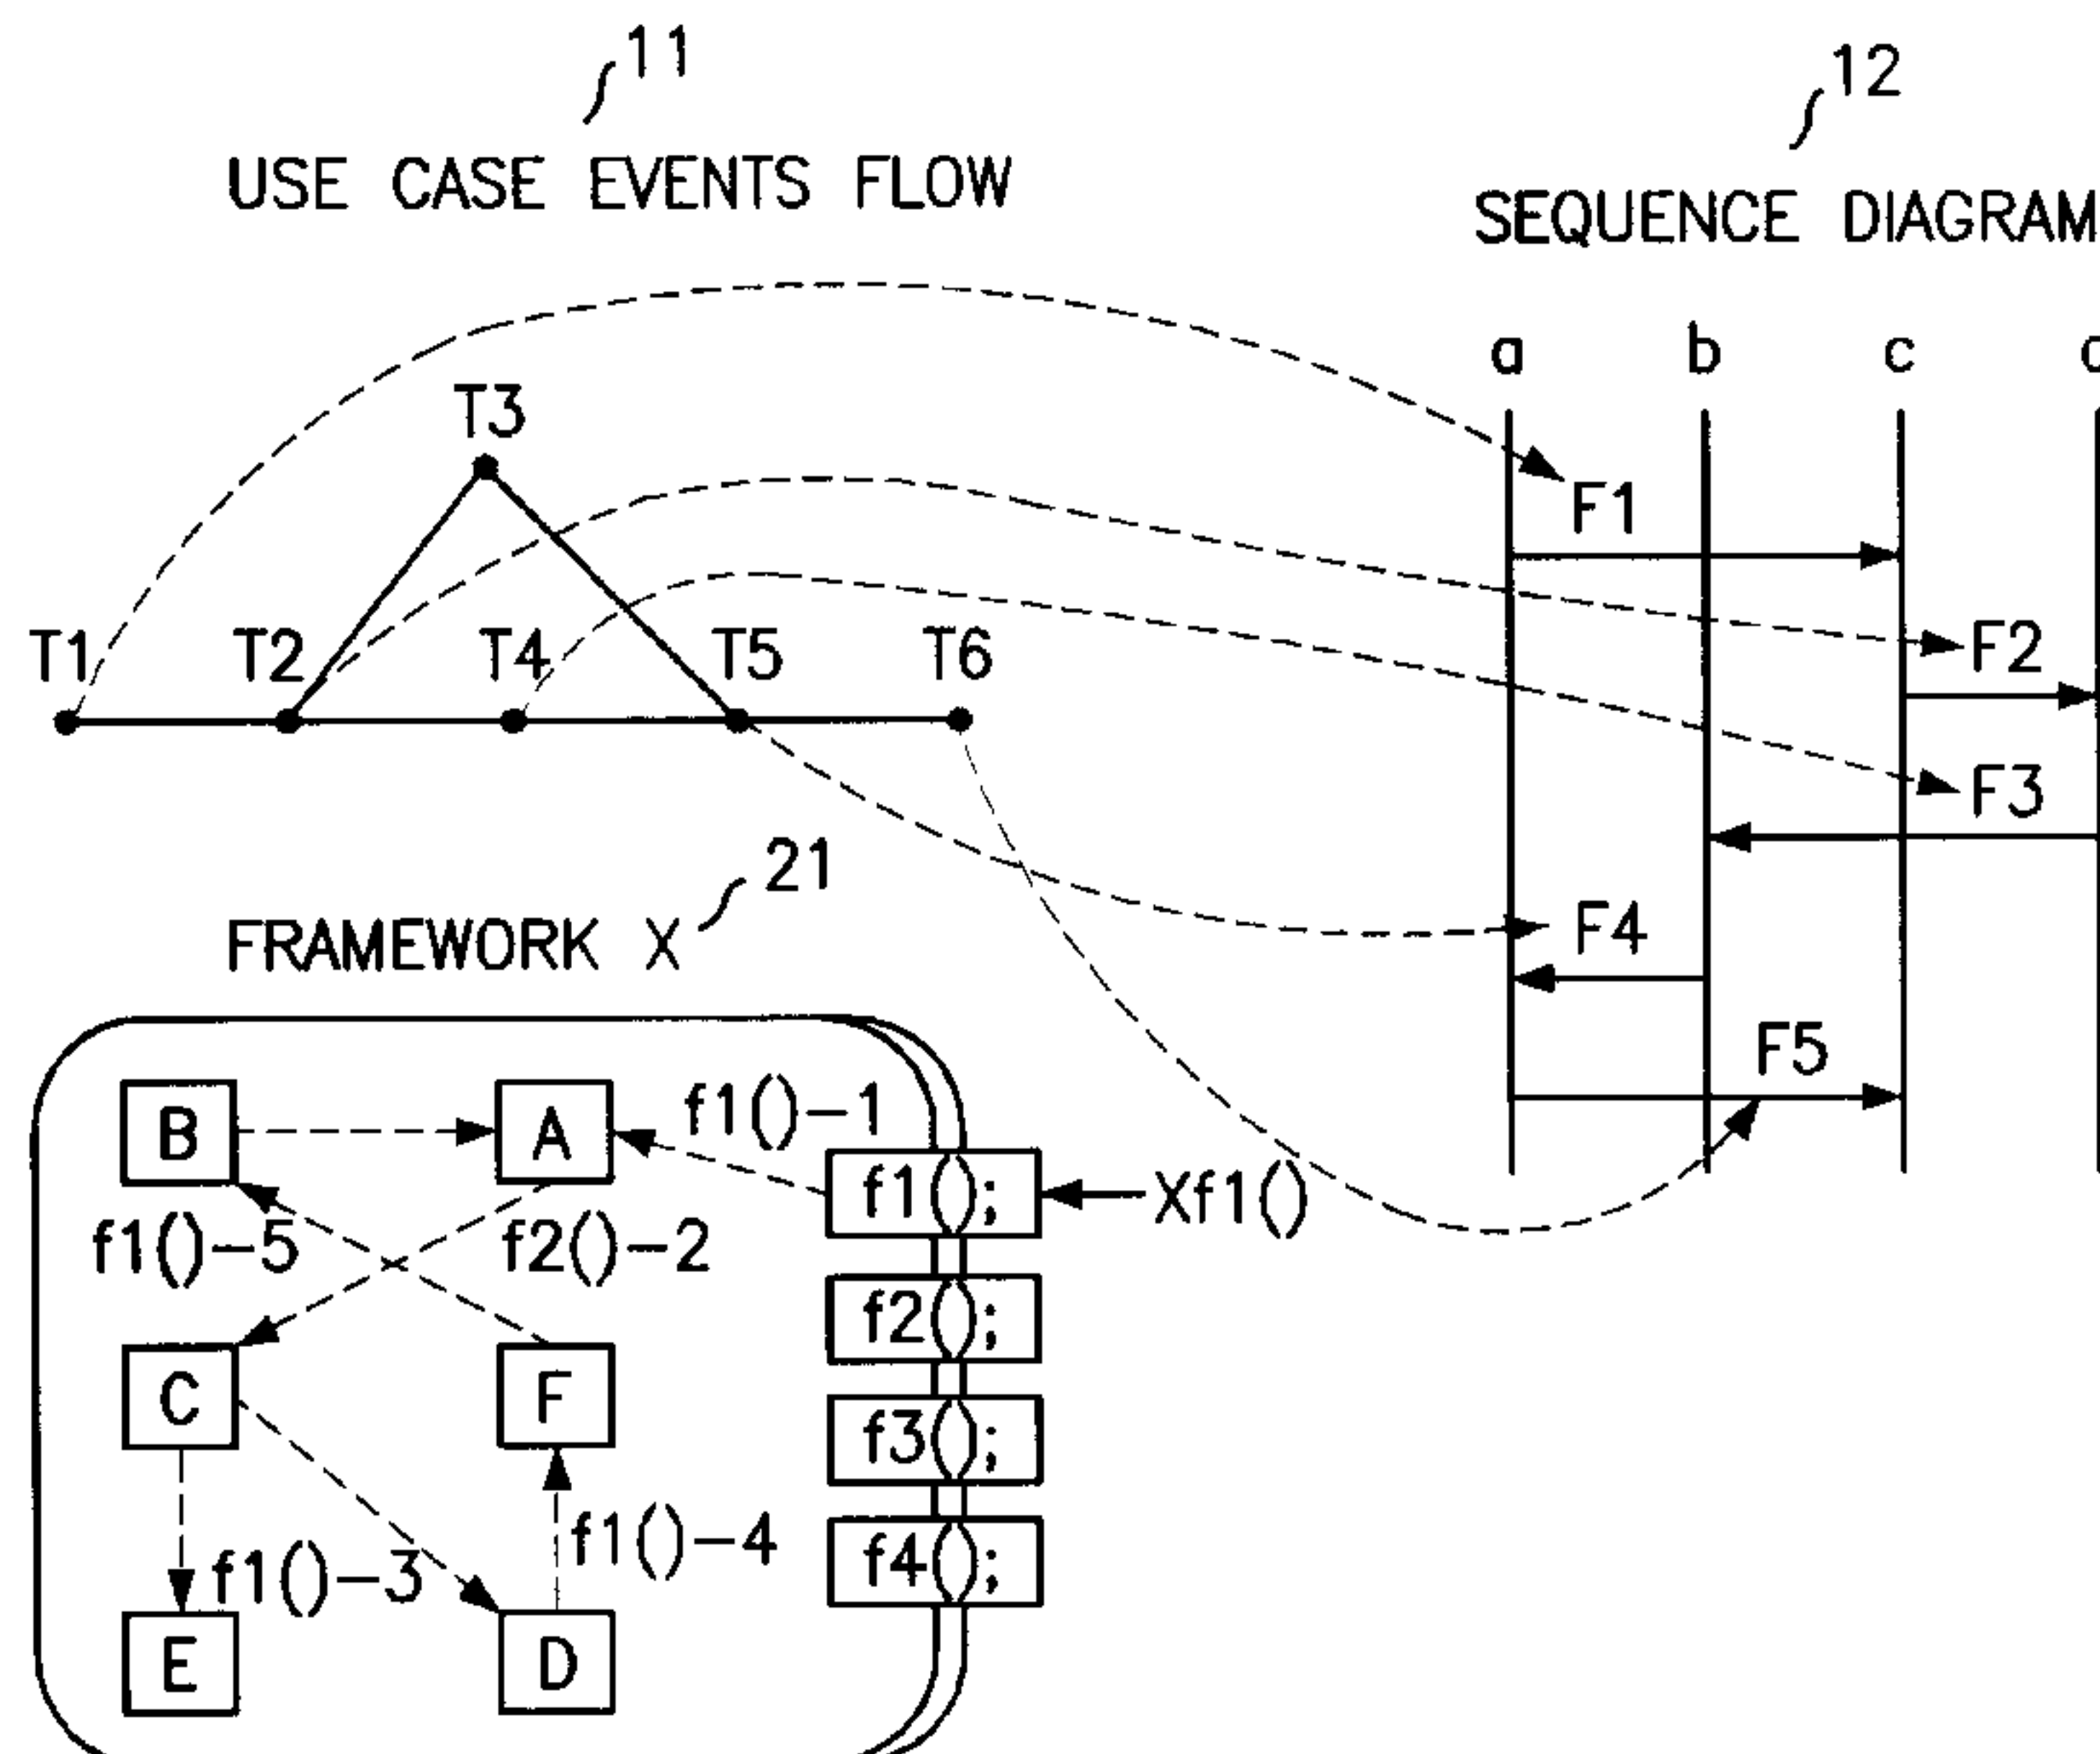 11
USE CASE EVENTS FLOW
12
SEQUENCE DIAGRAM
a b c
T3
T1 T2 T4 T5 T6
F1
F2
F3
F4
F5
21
FRAMEWORK X
B A f1()-1
f1(); Xf1()
f1()-5 f2()-2
f2();
C F
f3();
f1()-3 f1()-4
f4();
E D